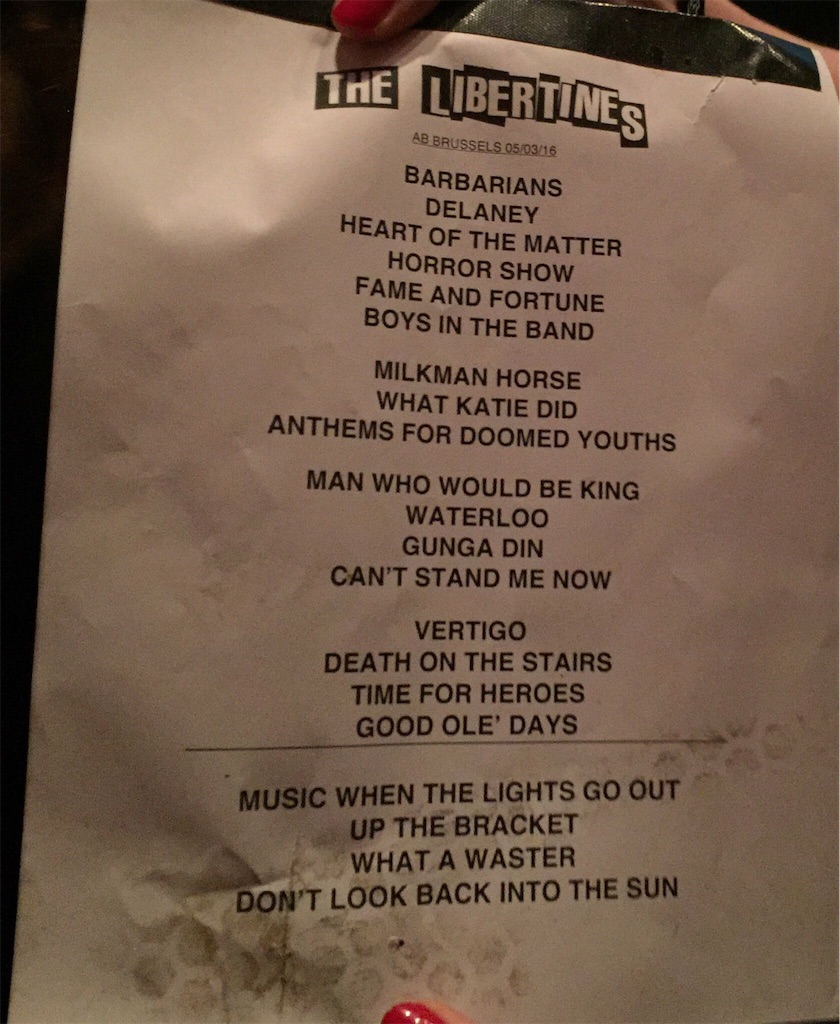 THE LIBERTINES
AB BRUSSELS 05/03/16
BARBARIANS
DELANEY
HEART OF THE MATTER
HORROR SHOW
FAME AND FORTUNE
BOYS IN THE BAND
MILKMAN HORSE
WHAT KATIE DID
ANTHEMS FOR DOOMED YOUTHS
MAN WHO WOULD BE KING
WATERLOO
GUNGA DIN
CAN'T STAND ME NOW
VERTIGO
DEATH ON THE STAIRS
TIME FOR HEROES
GOOD OLE' DAYS
MUSIC WHEN THE LIGHTS GO OUT
UP THE BRACKET
WHAT A WASTER
DON'T LOOK BACK INTO THE SUN